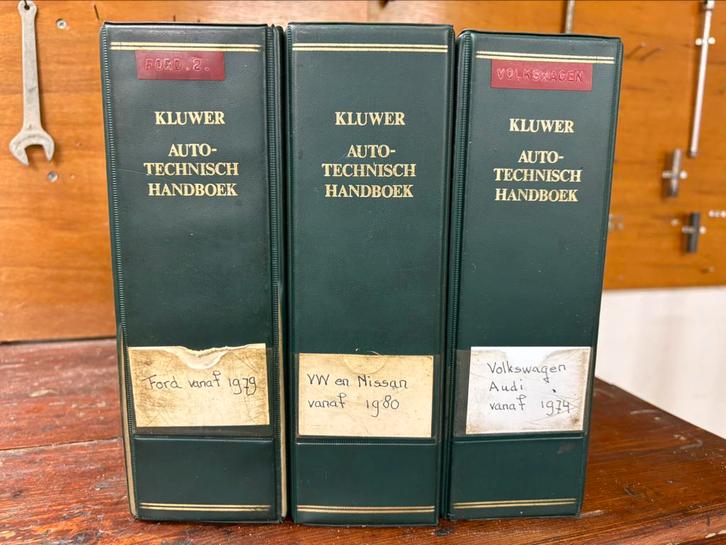 FORD.2.
KLUWER
AUTO-
TECHNISCH
HANDBOEK
Ford vanaf 1979
KLUWER
AUTO-
TECHNISCH
HANDBOEK
VW en Nissan
vanaf 1980
VOLKSWAGEN
KLUWER
AUTO-
TECHNISCH
HANDBOEK
Volkswagen
Audi .
vanaf 1974